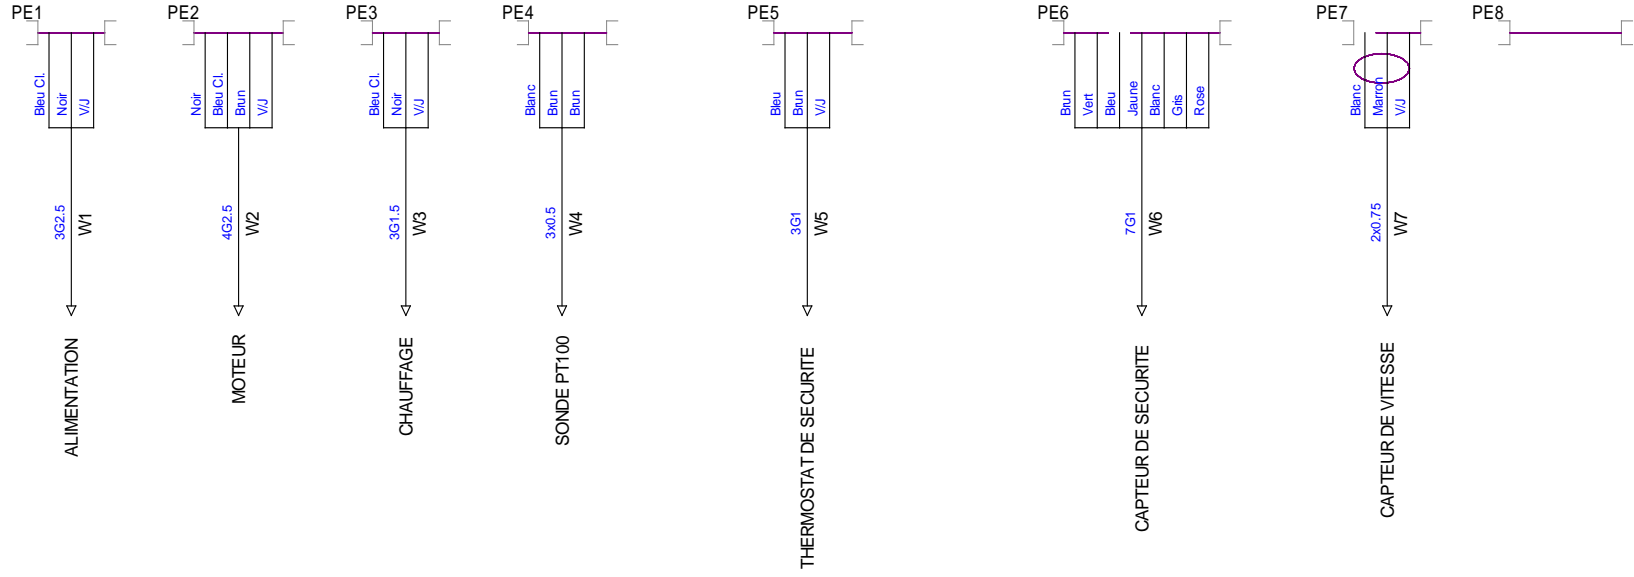 PE1
PE2
PE3
PE4
PE5
PE6
PE7
PE8
Bleu Cl.
Noir
V/J
Noir
Bleu Cl.
Brun
V/J
Bleu Cl.
Noir
V/J
Blanc
Brun
Brun
Bleu
Brun
V/J
Brun
Vert
Bleu
Jaune
Blanc
Gris
Rose
Blanc
Marron
V/J
3G2.5
W1
4G2.5
W2
3G1.5
W3
3x0.5
W4
3G1
W5
7G1
W6
2x0.75
W7
ALIMENTATION
MOTEUR
CHAUFFAGE
SONDE PT100
THERMOSTAT DE SECURITE
CAPTEUR DE SECURITE
CAPTEUR DE VITESSE